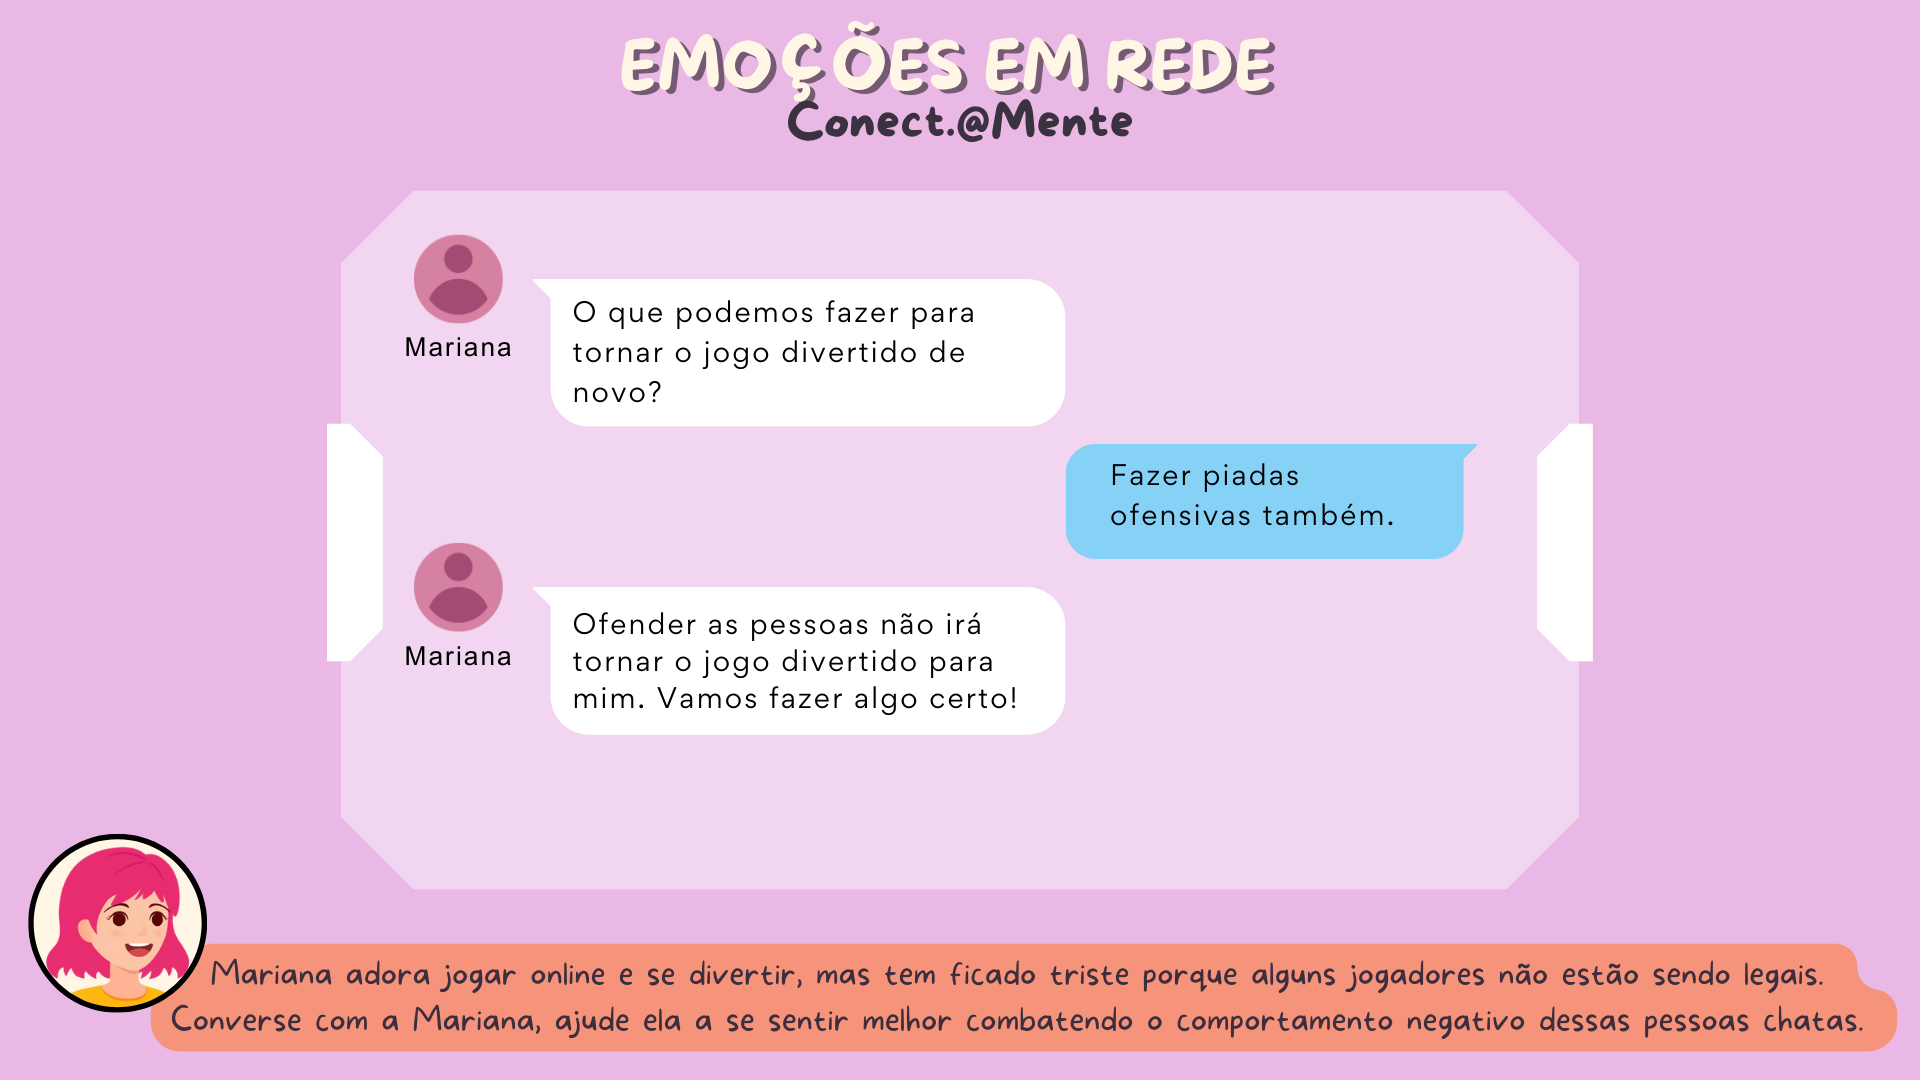 EMOÇÕES EM REDE
Conect.@Mente
Mariana
O que podemos fazer para
tornar o jogo divertido de
novo?
Fazer piadas
ofensivas também.
Mariana
Ofender as pessoas não irá
tornar o jogo divertido para
mim. Vamos fazer algo certo!
Mariana adora jogar online e se divertir, mas tem ficado triste porque alguns jogadores não estão sendo legais.
Converse com a Mariana, ajude ela a se sentir melhor combatendo o comportamento negativo dessas pessoas chatas.